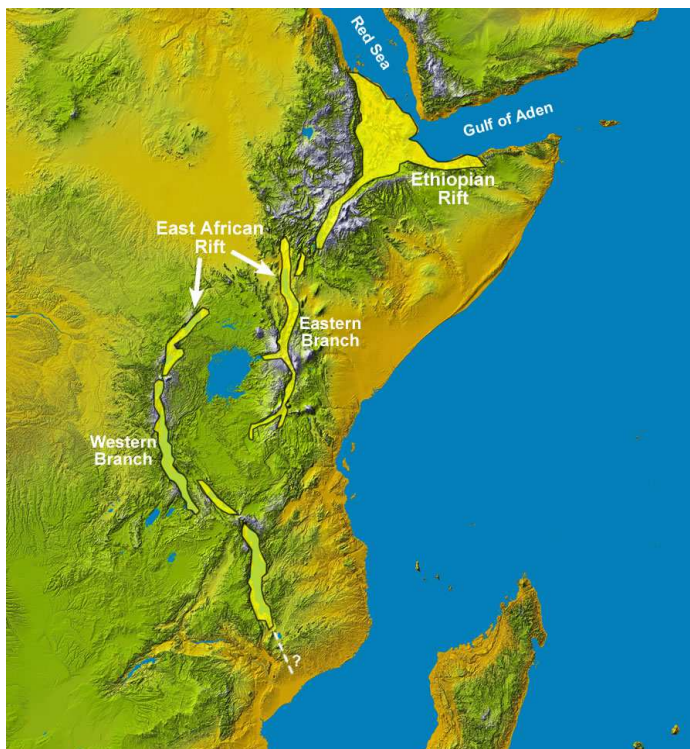 Red Sea
Gulf of Aden
Ethiopian
Rift
East African
Rift
Eastern
Branch
Western
Branch
?